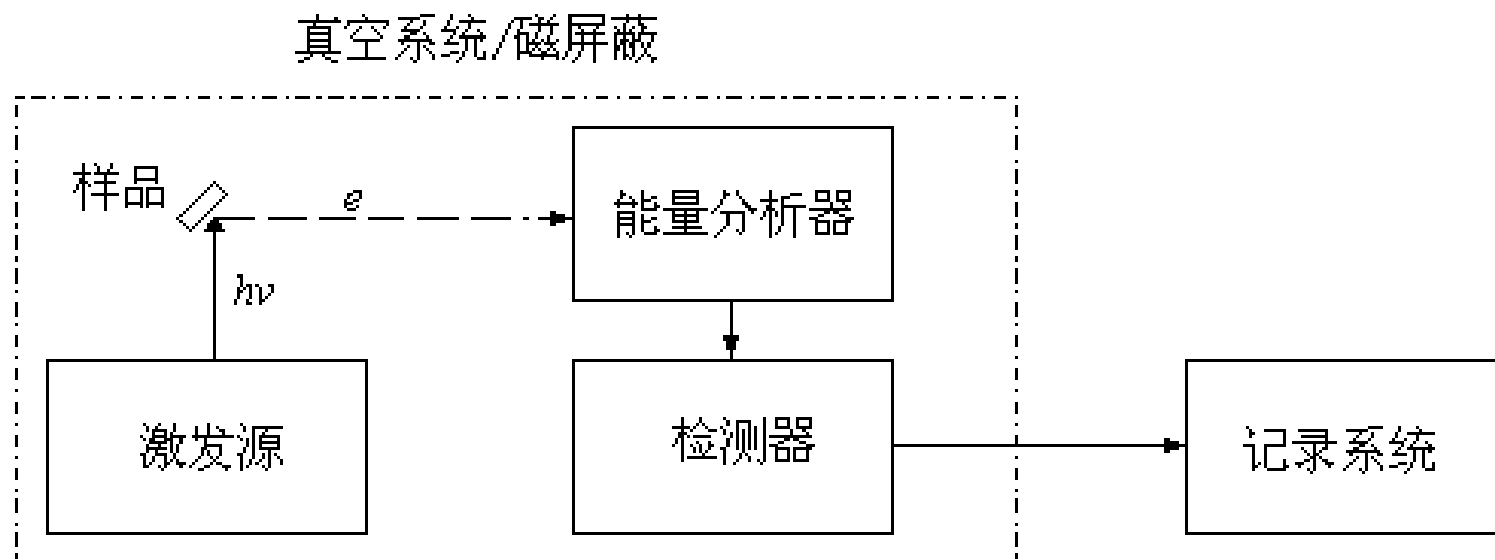 真空系统/磁屏蔽
样品
e
能量分析器
hν
激发源
检测器
记录系统